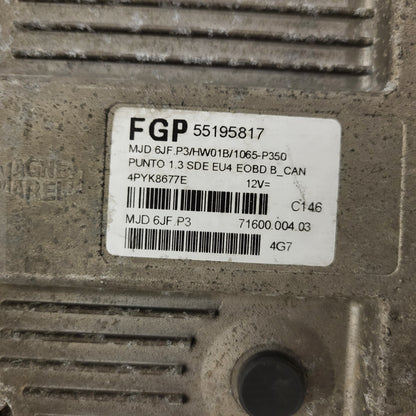 FGP 55195817
MJD 6JF.P3/HW01B/1065-P350
PUNTO 1.3 SDE EU4 EOBD B_CAN
4PYK8677E 12V=
C146
MJD 6JF.P3 71600.004.03
4G7